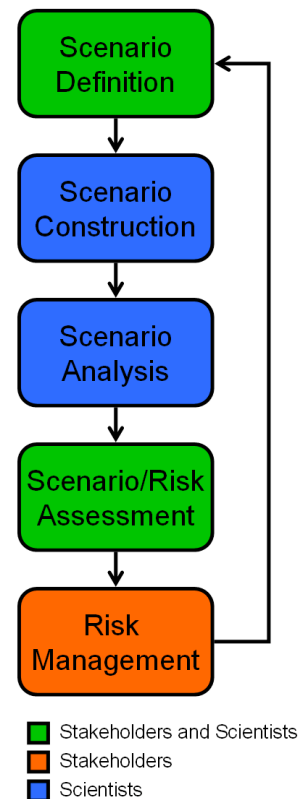 Scenario
Definition
Scenario
Construction
Scenario
Analysis
Scenario/Risk
Assessment
Risk
Management
Stakeholders and Scientists
Stakeholders
Scientists